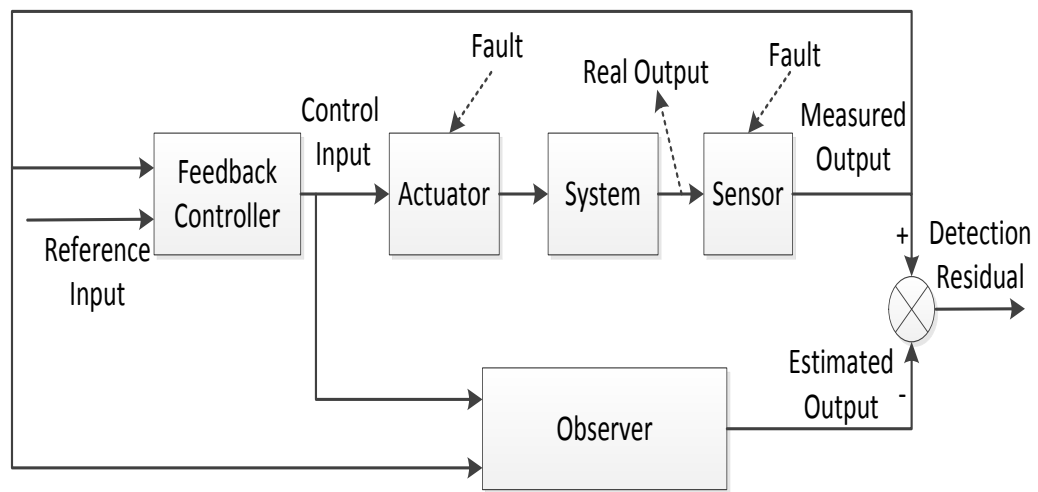 Fault
Real Output
Fault
Control
Input
Measured
Output
Feedback
Controller
Actuator
System
Sensor
Reference
Input
+
Detection
Residual
Estimated
Output
-
Observer